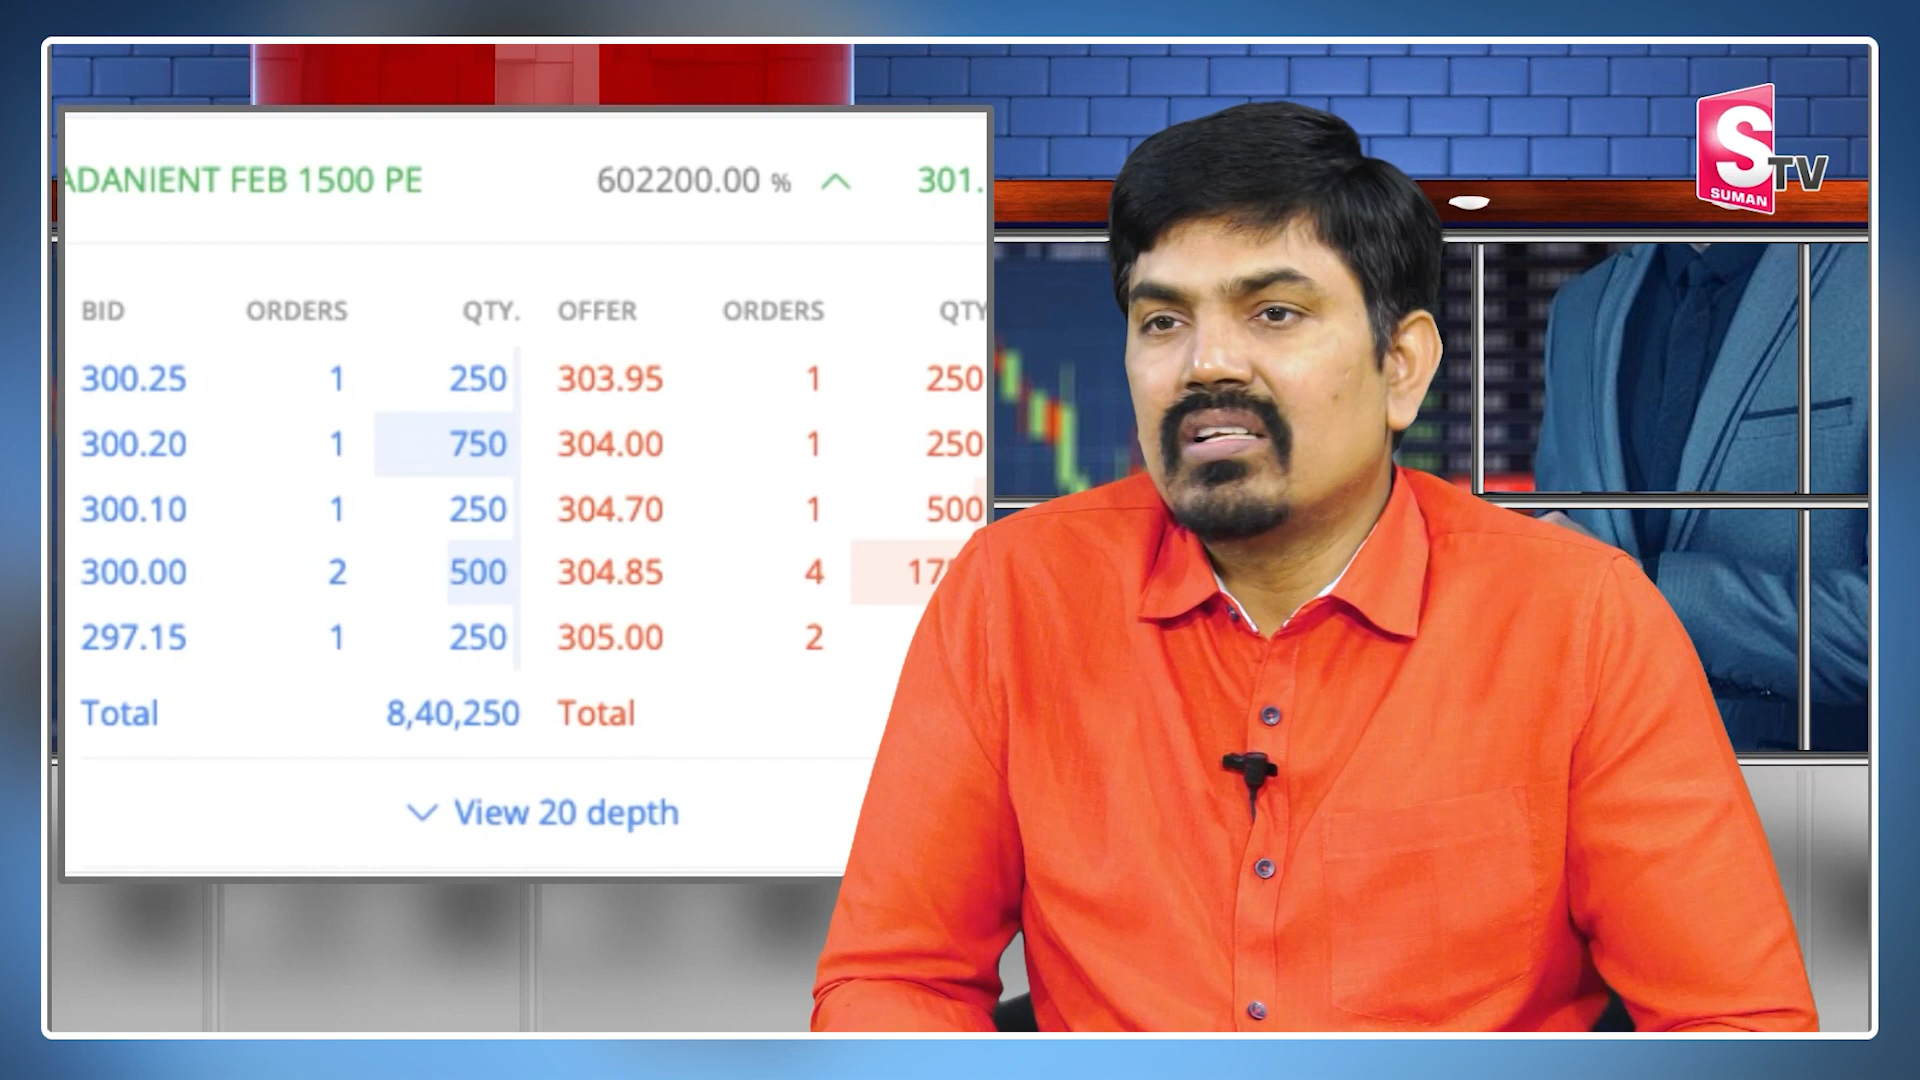 S TV
SUMAN
ADANIENT FEB 1500 PE 602200.00 % 301.
BID ORDERS QTY. OFFER ORDERS QTY
300.25 1 250 303.95 1 250
300.20 1 750 304.00 1 250
300.10 1 250 304.70 1 500
300.00 2 500 304.85 4
297.15 1 250 305.00 2
Total 8,40,250 Total
View 20 depth